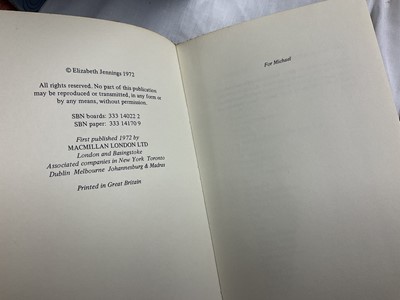 © Elizabeth Jennings 1972
All rights reserved. No part of this publication
may be reproduced or transmitted, in any form or
by any means, without permission.
SBN boards: 333 14022 2
SBN paper: 333 14170 9
First published 1972 by
MACMILLAN LONDON LTD
London and Basingstoke
Associated companies in New York Toronto
Dublin Melbourne Johannesburg & Madras
Printed in Great Britain
For Michael